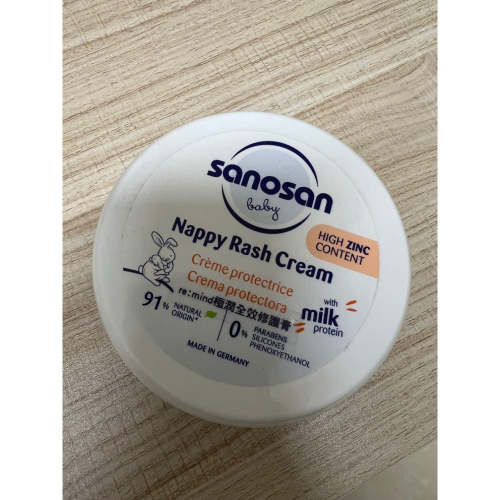 sanosan
baby
Nappy Rash Cream
HIGH ZINC
CONTENT
Crème protectrice
Crema protectora
re:mind極潤全效修護膏
with
milk
protein
91% NATURAL
ORIGIN*
0% PARABENS
SILICONES
PHENOXYETHANOL
MADE IN GERMANY